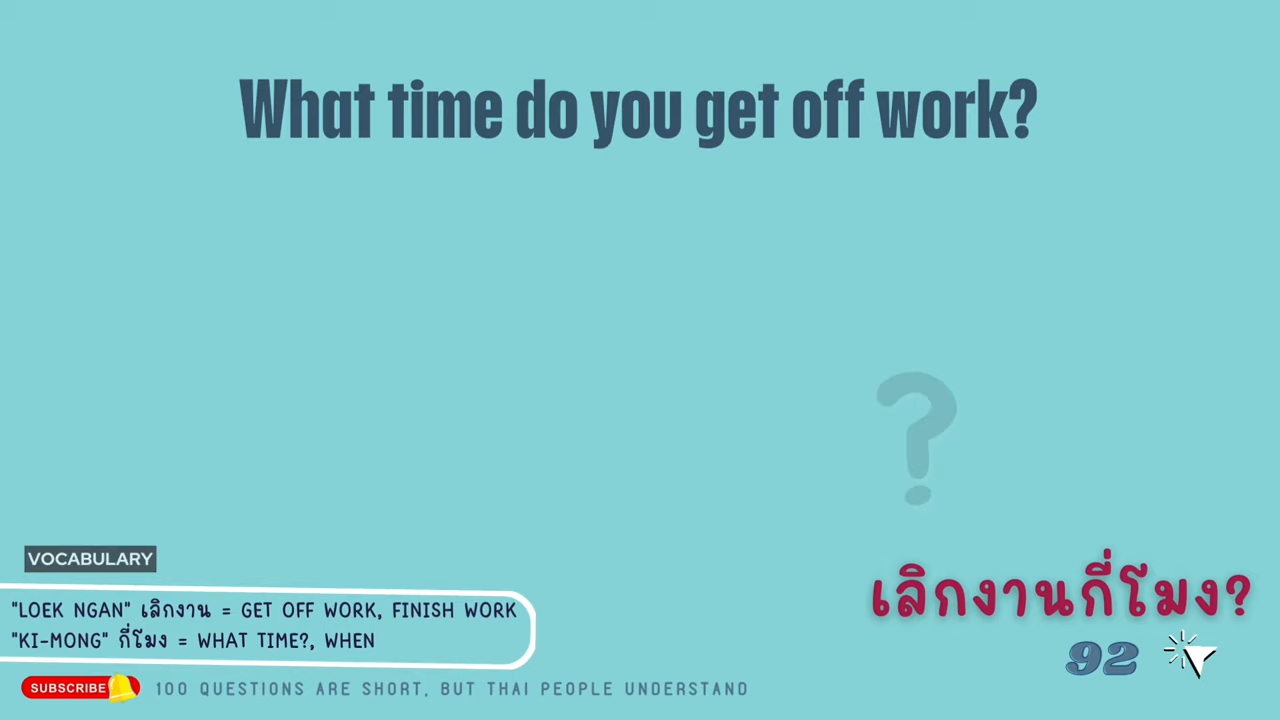 What time do you get off work?
?
VOCABULARY
"LOEK NGAN" เลิกงาน = GET OFF WORK, FINISH WORK
"KI-MONG" กี่โมง = WHAT TIME?, WHEN
เลิกงานกี่โมง?
92
SUBSCRIBE
100 QUESTIONS ARE SHORT, BUT THAI PEOPLE UNDERSTAND